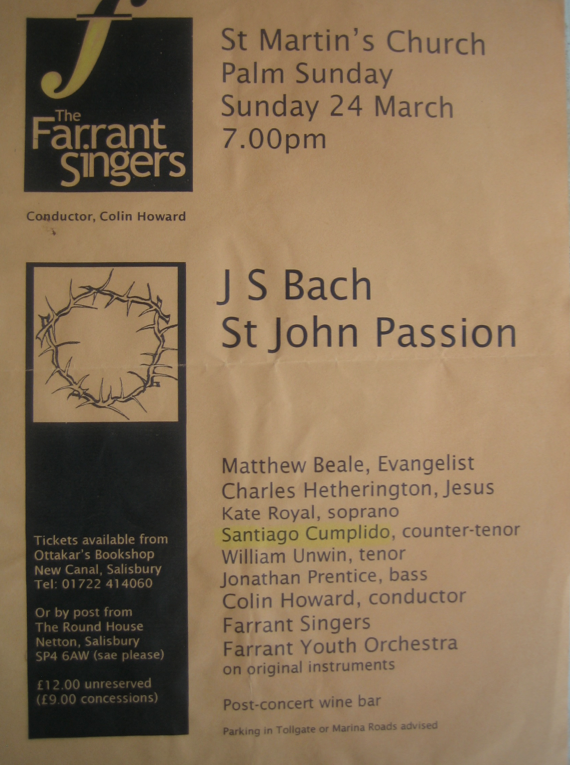 f
The
Farrant
Singers
Conductor, Colin Howard
St Martin's Church
Palm Sunday
Sunday 24 March
7.00pm
J S Bach
St John Passion
Matthew Beale, Evangelist
Charles Hetherington, Jesus
Kate Royal, soprano
Santiago Cumplido, counter-tenor
William Unwin, tenor
Jonathan Prentice, bass
Colin Howard, conductor
Farrant Singers
Farrant Youth Orchestra
on original instruments
Post-concert wine bar
Parking in Tollgate or Marina Roads advised
Tickets available from
Ottakar's Bookshop
New Canal, Salisbury
Tel: 01722 414060
Or by post from
The Round House
Netton, Salisbury
SP4 6AW (sae please)
£12.00 unreserved
(£9.00 concessions)